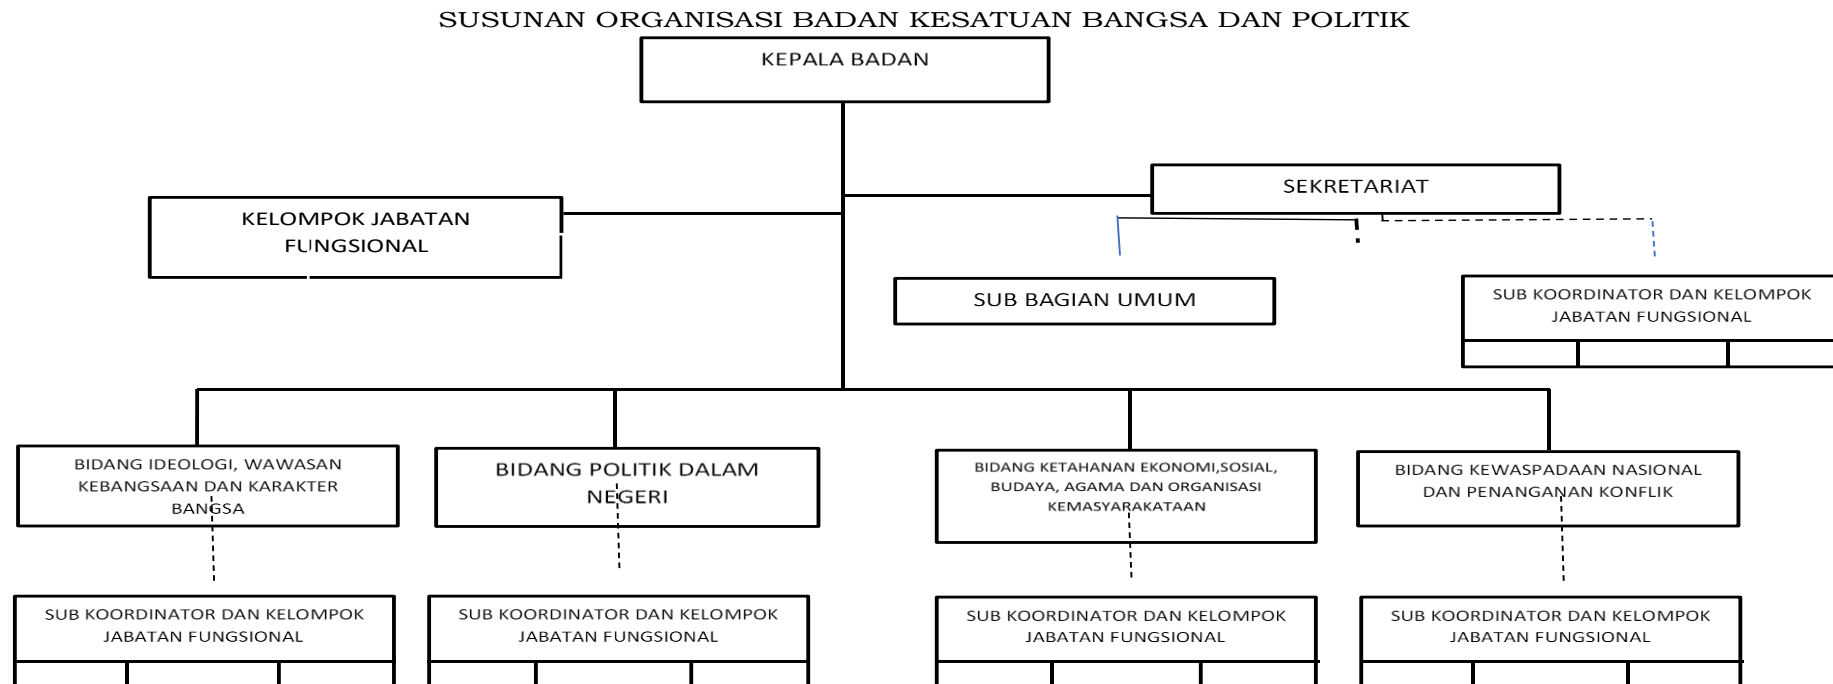 SUSUNAN ORGANISASI BADAN KESATUAN BANGSA DAN POLITIK
KEPALA BADAN
SEKRETARIAT
KELOMPOK JABATAN
FUNGSIONAL
SUB BAGIAN UMUM
SUB KOORDINATOR DAN KELOMPOK
JABATAN FUNGSIONAL
BIDANG IDEOLOGI, WAWASAN
KEBANGSAAN DAN KARAKTER
BANGSA
BIDANG POLITIK DALAM
NEGERI
BIDANG KETAHANAN EKONOMI,SOSIAL,
BUDAYA, AGAMA DAN ORGANISASI
KEMASYARAKATAAN
BIDANG KEWASPADAAN NASIONAL
DAN PENANGANAN KONFLIK
SUB KOORDINATOR DAN KELOMPOK
JABATAN FUNGSIONAL
SUB KOORDINATOR DAN KELOMPOK
JABATAN FUNGSIONAL
SUB KOORDINATOR DAN KELOMPOK
JABATAN FUNGSIONAL
SUB KOORDINATOR DAN KELOMPOK
JABATAN FUNGSIONAL